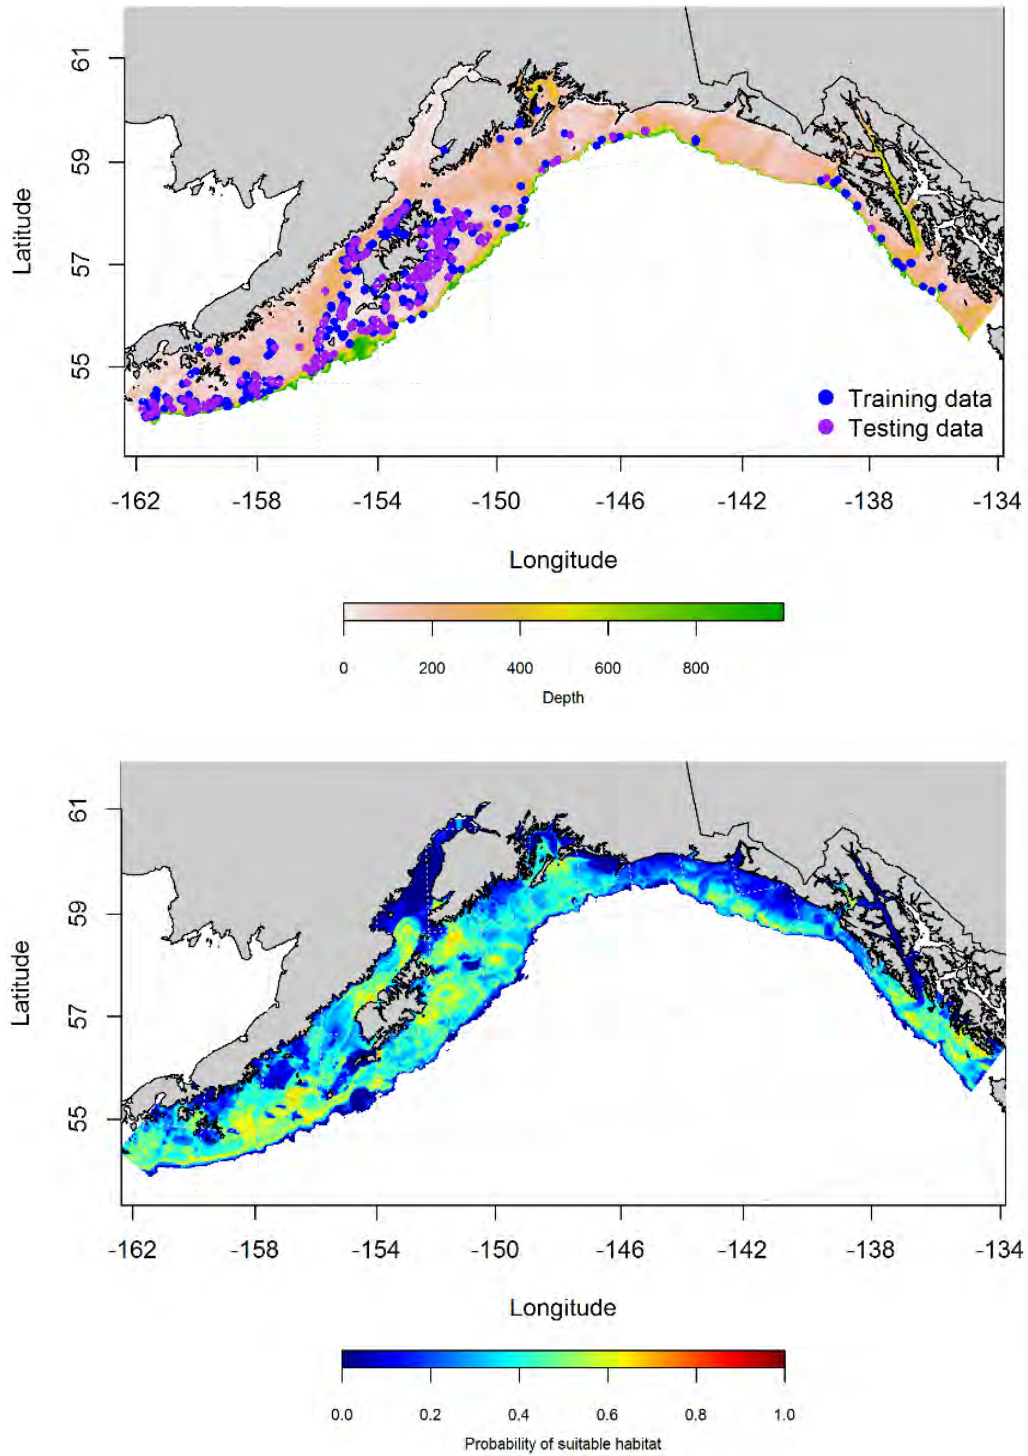 61
59
57
55
Latitude
Training data
Testing data
-162 -158 -154 -150 -146 -142 -138 -134
Longitude
0 200 400 600 800
Depth
61
59
57
55
Latitude
-162 -158 -154 -150 -146 -142 -138 -134
Longitude
0.0 0.2 0.4 0.6 0.8 1.0
Probability of suitable habitat